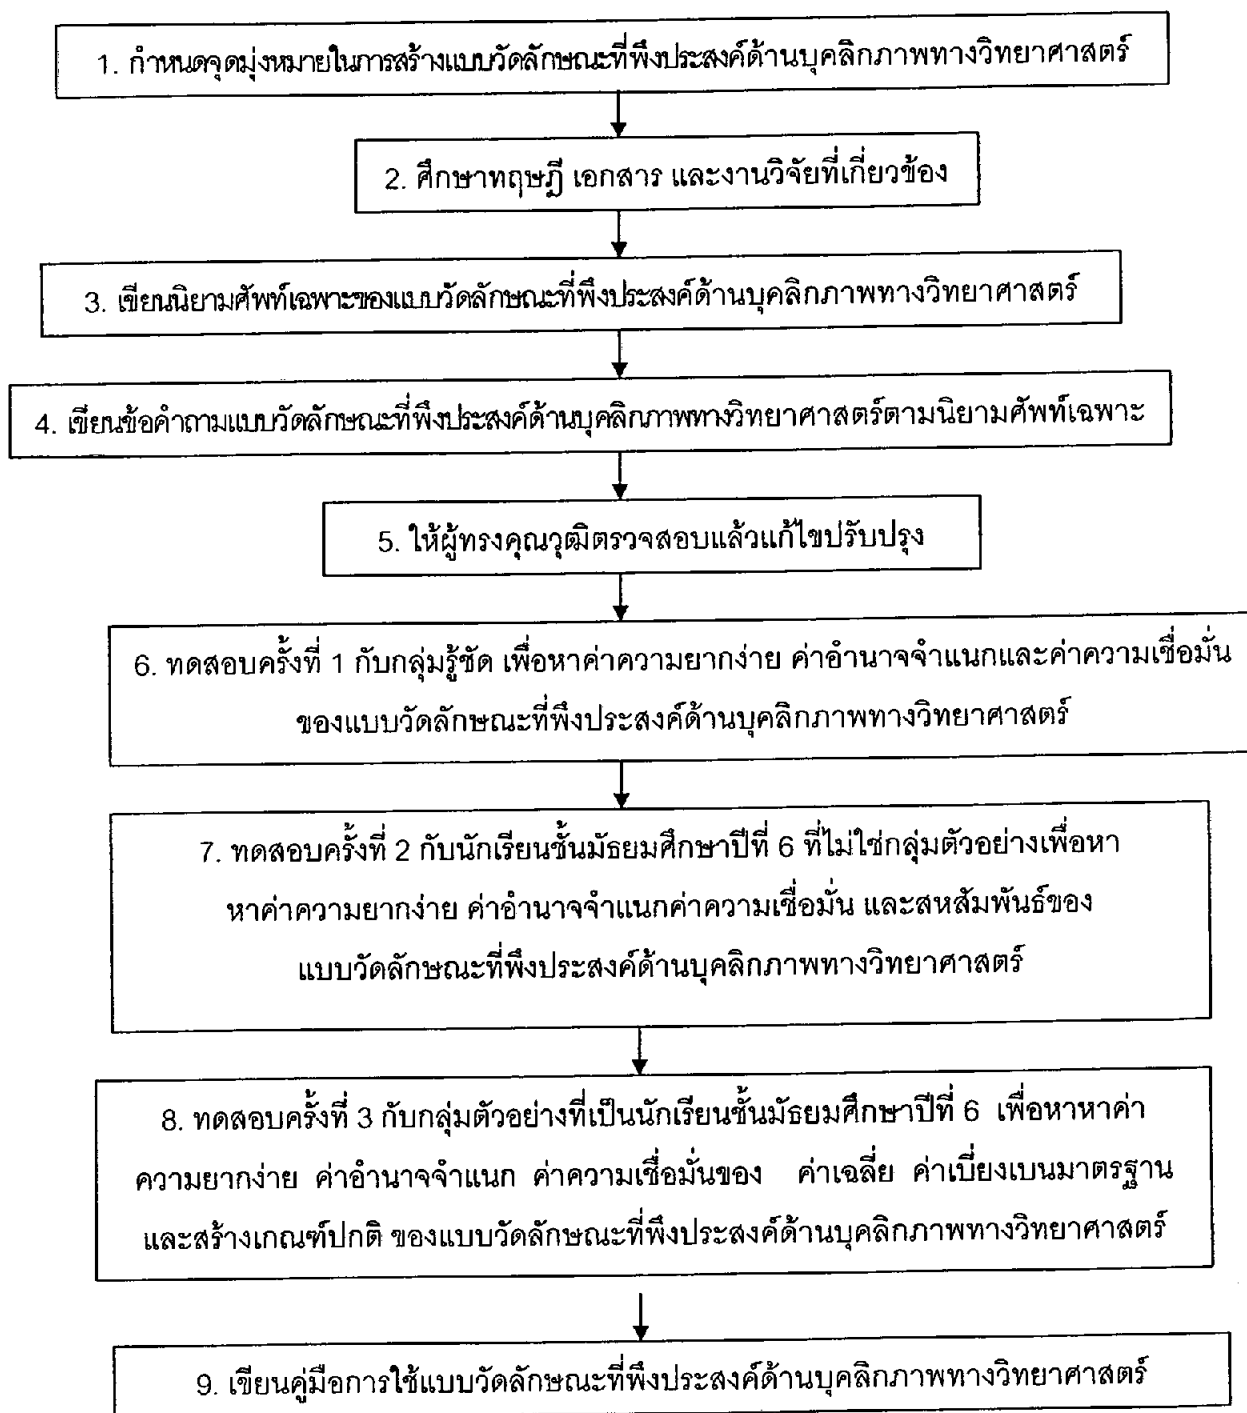 1. กำหนดจุดมุ่งหมายในการสร้างแบบวัดลักษณะที่พึงประสงค์ด้านบุคลิกภาพทางวิทยาศาสตร์
2. ศึกษาทฤษฎี เอกสาร และงานวิจัยที่เกี่ยวข้อง
3. เขียนนิยามศัพท์เฉพาะของแบบวัดลักษณะที่พึงประสงค์ด้านบุคลิกภาพทางวิทยาศาสตร์
4. เขียนข้อคำถามแบบวัดลักษณะที่พึงประสงค์ด้านบุคลิกภาพทางวิทยาศาสตร์ตามนิยามศัพท์เฉพาะ
5. ให้ผู้ทรงคุณวุฒิตรวจสอบแล้วแก้ไขปรับปรุง
6. ทดสอบครั้งที่ 1 กับกลุ่มรู้ชัด เพื่อหาค่าความยากง่าย ค่าอำนาจจำแนกและค่าความเชื่อมั่น
ของแบบวัดลักษณะที่พึงประสงค์ด้านบุคลิกภาพทางวิทยาศาสตร์
7. ทดสอบครั้งที่ 2 กับนักเรียนชั้นมัธยมศึกษาปีที่ 6 ที่ไม่ใช่กลุ่มตัวอย่างเพื่อหา
หาค่าความยากง่าย ค่าอำนาจจำแนกค่าความเชื่อมั่น และสหสัมพันธ์ของ
แบบวัดลักษณะที่พึงประสงค์ด้านบุคลิกภาพทางวิทยาศาสตร์
8. ทดสอบครั้งที่ 3 กับกลุ่มตัวอย่างที่เป็นนักเรียนชั้นมัธยมศึกษาปีที่ 6 เพื่อหาหาค่า
ความยากง่าย ค่าอำนาจจำแนก ค่าความเชื่อมั่นของ ค่าเฉลี่ย ค่าเบี่ยงเบนมาตรฐาน
และสร้างเกณฑ์ปกติ ของแบบวัดลักษณะที่พึงประสงค์ด้านบุคลิกภาพทางวิทยาศาสตร์
9. เขียนคู่มือการใช้แบบวัดลักษณะที่พึงประสงค์ด้านบุคลิกภาพทางวิทยาศาสตร์